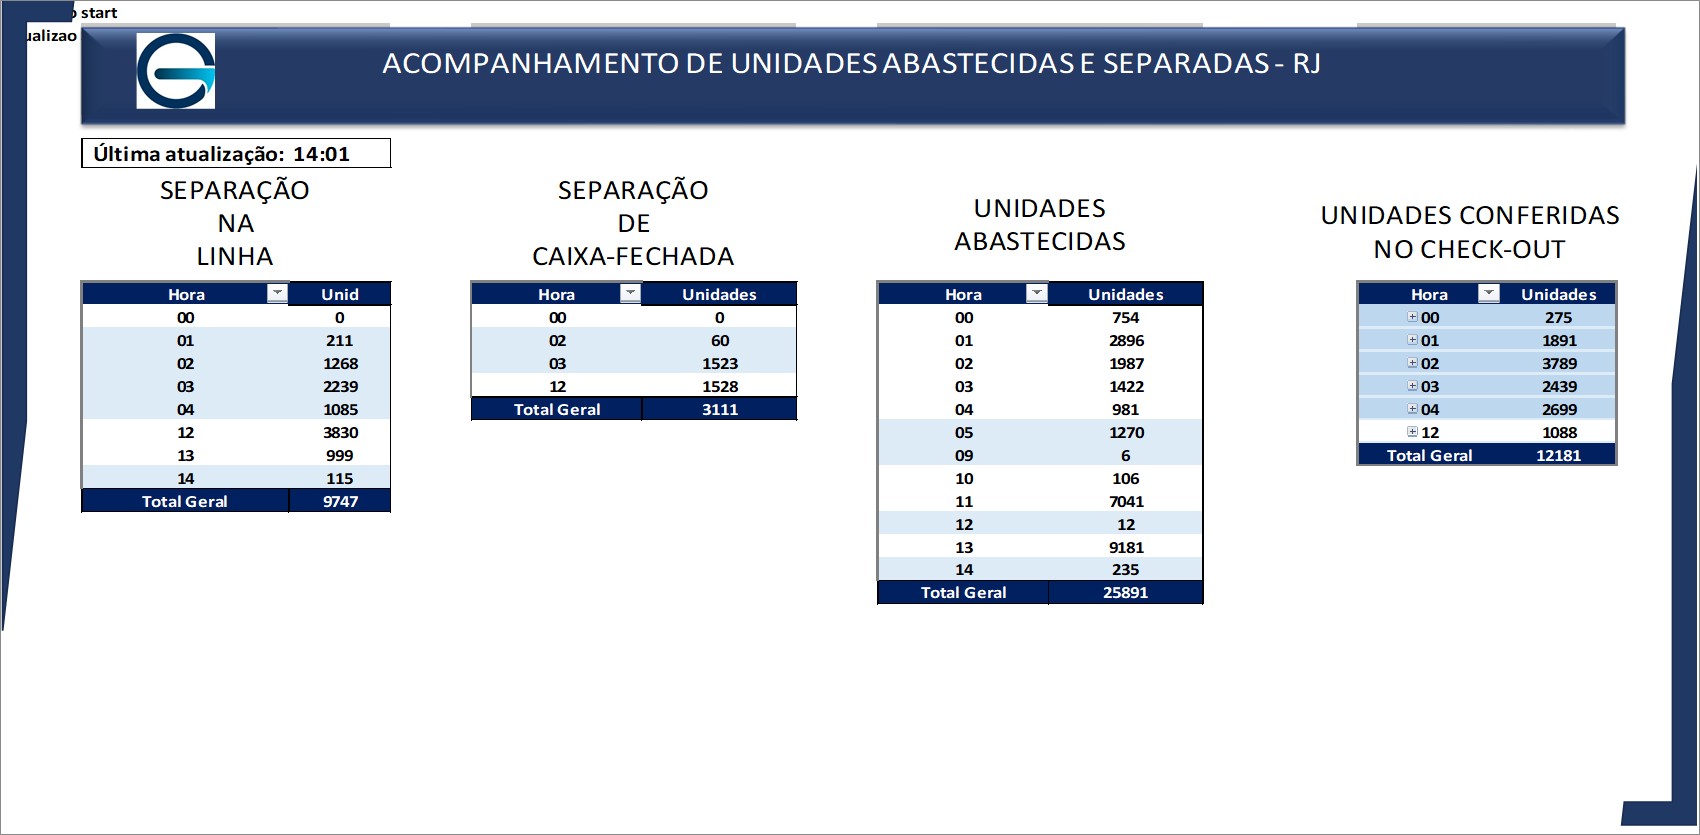 start
ualizao
ACOMPANHAMENTO DE UNIDADES ABASTECIDAS E SEPARADAS - RJ
Última atualização: 14:01
SEPARAÇÃO
NA
LINHA
Hora Unid
00 0
01 211
02 1268
03 2239
04 1085
12 3830
13 999
14 115
Total Geral 9747
SEPARAÇÃO
DE
CAIXA-FECHADA
Hora Unidades
00 0
02 60
03 1523
12 1528
Total Geral 3111
UNIDADES
ABASTECIDAS
Hora Unidades
00 754
01 2896
02 1987
03 1422
04 981
05 1270
09 6
10 106
11 7041
12 12
13 9181
14 235
Total Geral 25891
UNIDADES CONFERIDAS
NO CHECK-OUT
Hora Unidades
00 275
01 1891
02 3789
03 2439
04 2699
12 1088
Total Geral 12181